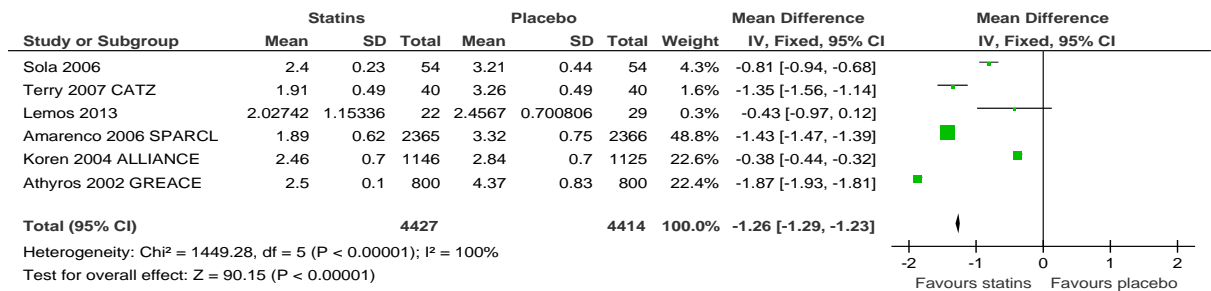 Statins Placebo Mean Difference Mean Difference
Study or Subgroup Mean SD Total Mean SD Total Weight IV, Fixed, 95% CI IV, Fixed, 95% CI
Sola 2006 2.4 0.23 54 3.21 0.44 54 4.3% -0.81 [-0.94, -0.68]
Terry 2007 CATZ 1.91 0.49 40 3.26 0.49 40 1.6% -1.35 [-1.56, -1.14]
Lemos 2013 2.02742 1.15336 22 2.4567 0.700806 29 0.3% -0.43 [-0.97, 0.12]
Amarenco 2006 SPARCL 1.89 0.62 2365 3.32 0.75 2366 48.8% -1.43 [-1.47, -1.39]
Koren 2004 ALLIANCE 2.46 0.7 1146 2.84 0.7 1125 22.6% -0.38 [-0.44, -0.32]
Athyros 2002 GREACE 2.5 0.1 800 4.37 0.83 800 22.4% -1.87 [-1.93, -1.81]
Total (95% CI) 4427 4414 100.0% -1.26 [-1.29, -1.23]
Heterogeneity: Chi² = 1449.28, df = 5 (P < 0.00001); I² = 100%
Test for overall effect: Z = 90.15 (P < 0.00001)
-2 -1 0 1 2
Favours statins Favours placebo